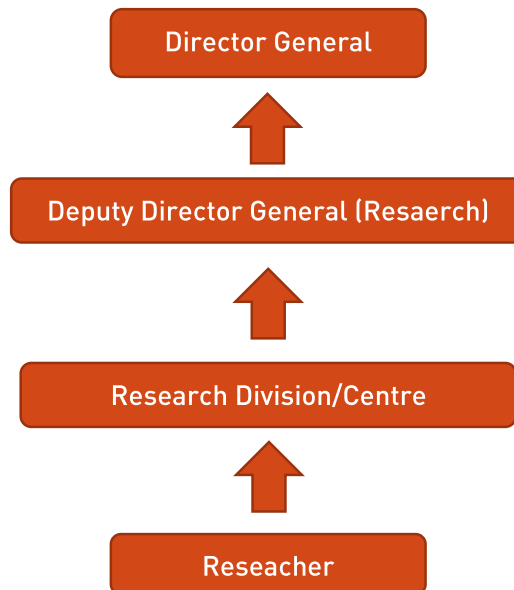 Director General
Deputy Director General (Resaerch)
Research Division/Centre
Reseacher